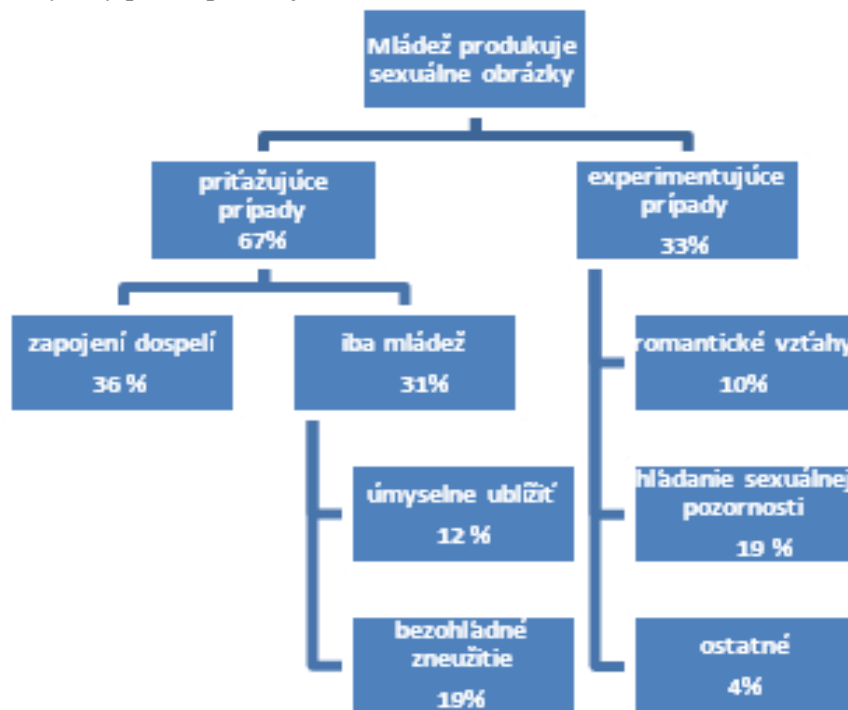 Mládež produkuje
sexuálne obrázky
priťažujúce
prípady
67%
experimentujúce
prípady
33%
zapojení dospelí
36 %
iba mládež
31%
romantické vzťahy
10%
úmyselne ublížiť
12 %
hľadanie sexuálnej
pozornosti
19 %
bezohľadné
zneužitie
19%
ostatné
4%